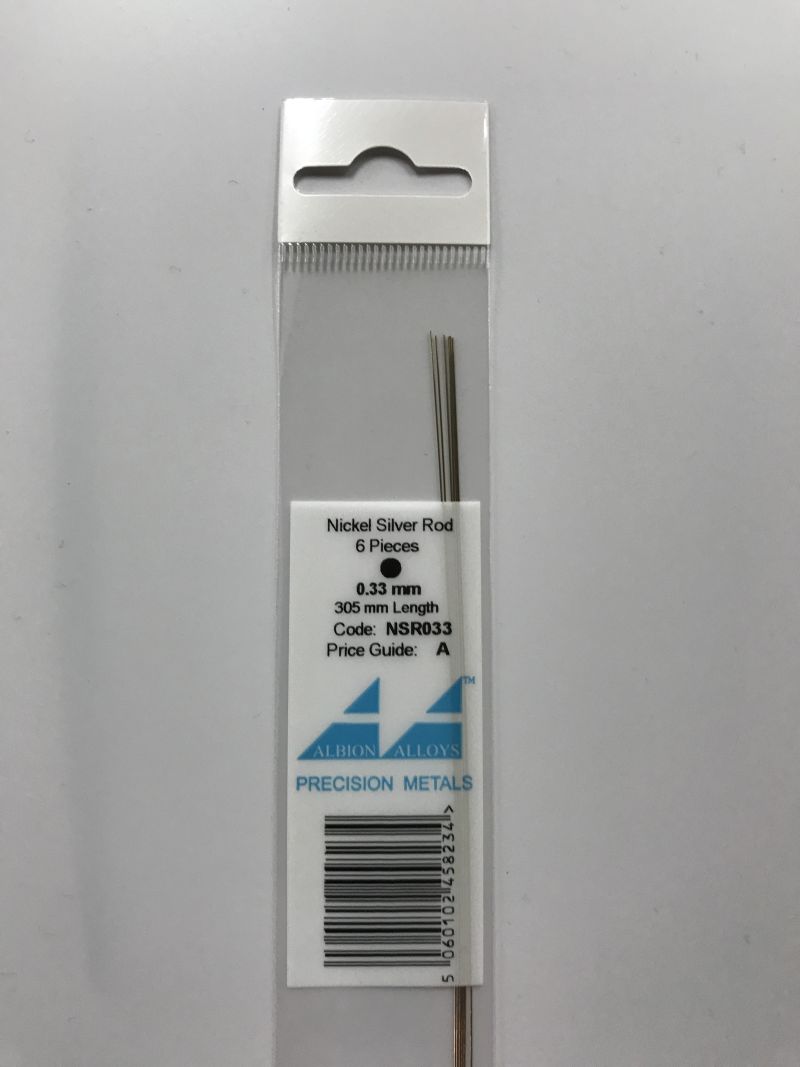 Nickel Silver Rod
6 Pieces
0.33 mm
305 mm Length
Code: NSR033
Price Guide: A
TM
ALBION ALLOYS
PRECISION METALS
5 060102 458234 >